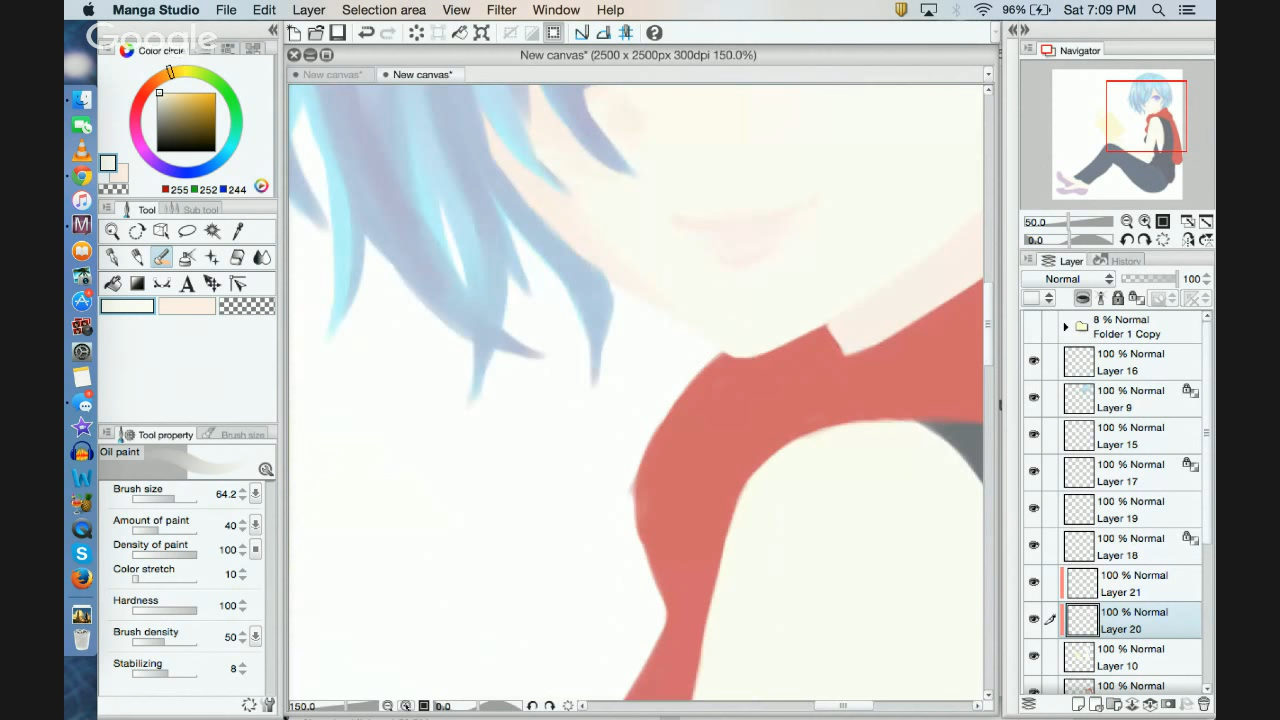 Manga Studio File Edit Layer Selection area View Filter Window Help
96% Sat 7:09 PM
Google
Color circle
New canvas* (2500 x 2500px 300dpi 150.0%)
New canvas* New canvas*
Navigator
255 252 244
Tool Sub tool
50.0
0.0
Layer History
Normal 100
8 % Normal
Folder 1 Copy
100 % Normal
Layer 16
100 % Normal
Layer 9
100 % Normal
Layer 15
100 % Normal
Layer 17
100 % Normal
Layer 19
100 % Normal
Layer 18
100 % Normal
Layer 21
100 % Normal
Layer 20
100 % Normal
Layer 10
100 % Normal
Tool property Brush size
Oil paint
Brush size 64.2
Amount of paint 40
Density of paint 100
Color stretch 10
Hardness 100
Brush density 50
Stabilizing 8
150.0 0.0